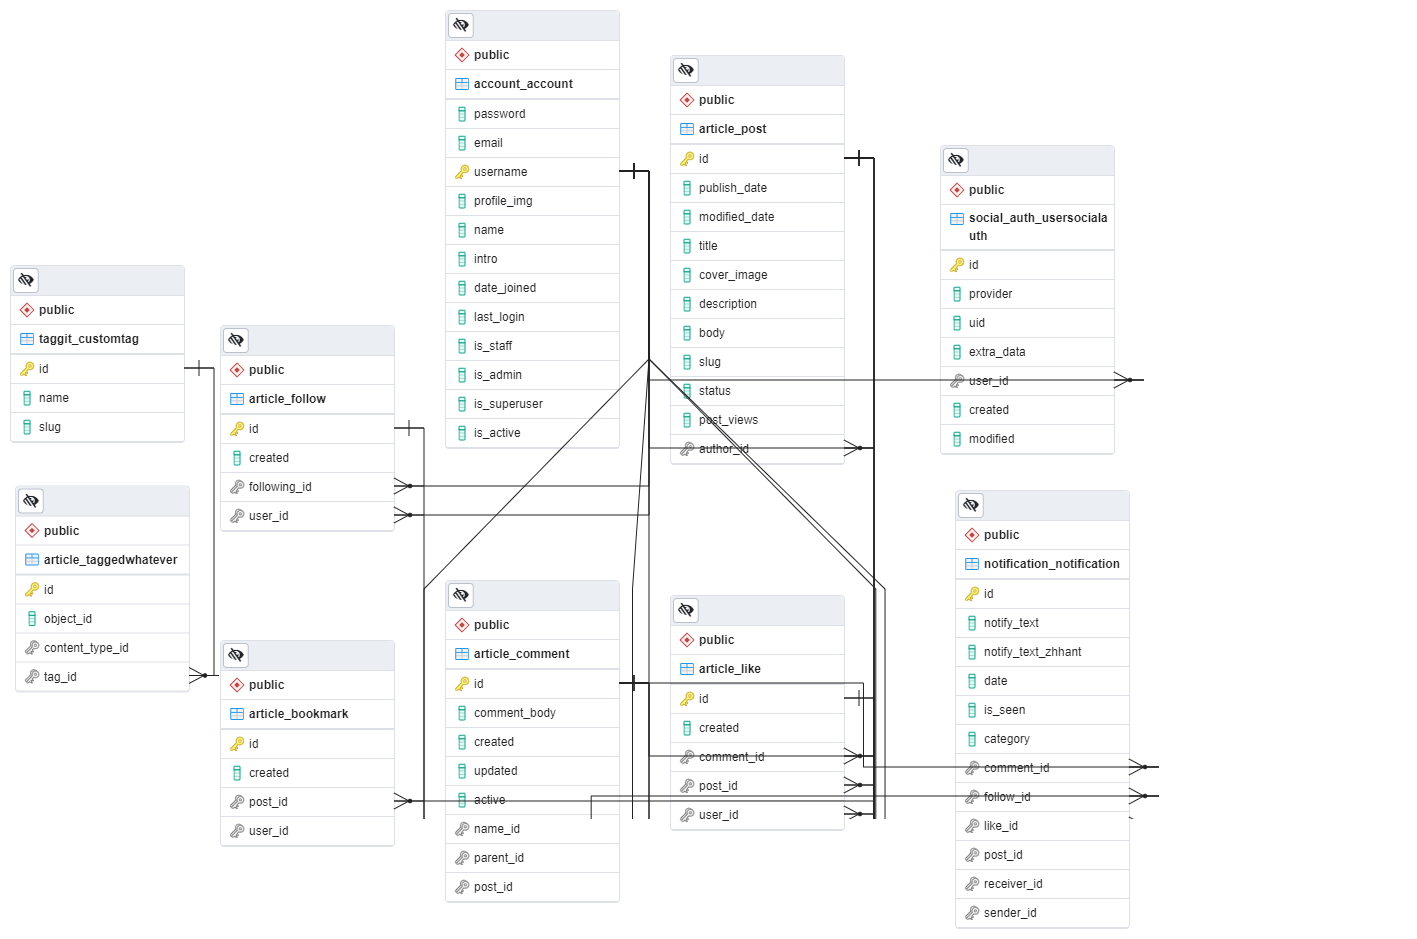 public
account_account
password
email
username
profile_img
name
intro
date_joined
last_login
is_staff
is_admin
is_superuser
is_active
public
article_post
id
publish_date
modified_date
title
cover_image
description
body
slug
status
post_views
author_id
public
social_auth_usersociala
uth
id
provider
uid
extra_data
user_id
created
modified
public
taggit_customtag
id
name
slug
public
article_follow
id
created
following_id
user_id
public
article_taggedwhatever
id
object_id
content_type_id
tag_id
public
article_bookmark
id
created
post_id
user_id
public
article_comment
id
comment_body
created
updated
active
name_id
parent_id
post_id
public
article_like
id
created
comment_id
post_id
user_id
public
notification_notification
id
notify_text
notify_text_zhhant
date
is_seen
category
comment_id
follow_id
like_id
post_id
receiver_id
sender_id